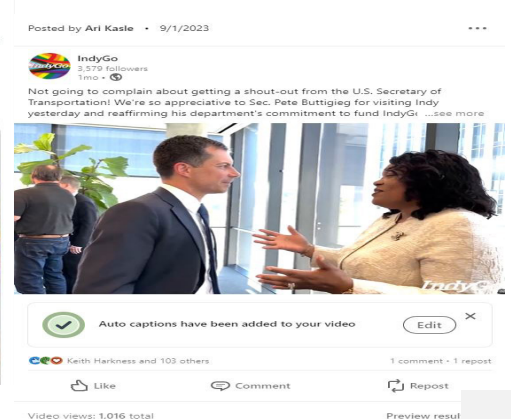 Posted by Ari Kasle • 9/1/2023
IndyGo
IndyGo
3,579 followers
1mo •
Not going to complain about getting a shout-out from the U.S. Secretary of
Transportation! We're so appreciative to Sec. Pete Buttigieg for visiting Indy
yesterday and reaffirming his department's commitment to fund IndyG ...see more
IndyG
Auto captions have been added to your video
Edit
Keith Harkness and 103 others 1 comment • 1 repost
Like Comment Repost
Video views: 1,016 total Preview resul